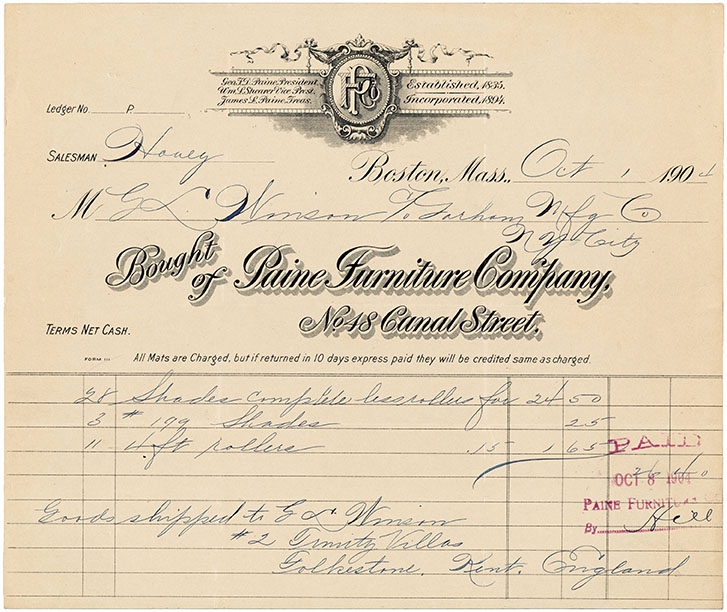 Geo. F.D. Paine, President.
Wm L. Shearer Vice Prest.
James L. Paine, Treas.
PFCo
Established, 1835.
Incorporated, 1894.
Ledger No. P.
Salesman Hovey
Boston, Mass., Oct 1 1904
M G L Winson % Gorham Mfg Co
N.Y. City
Bought of Paine Furniture Company,
No 48 Canal Street.
Terms Net Cash.
FORM 111 All Mats are Charged, but if returned in 10 days express paid they will be credited same as charged.
28 Shades complete less rollers for 24 50
3 # 199 Shades 25
11 4 ft rollers .15 1 65
26 40
PAID
OCT 8 1904
PAINE FURNITURE
By Hill
Goods shipped to G L Winson
#2 Trinity Villas
Folkestone. Kent. England